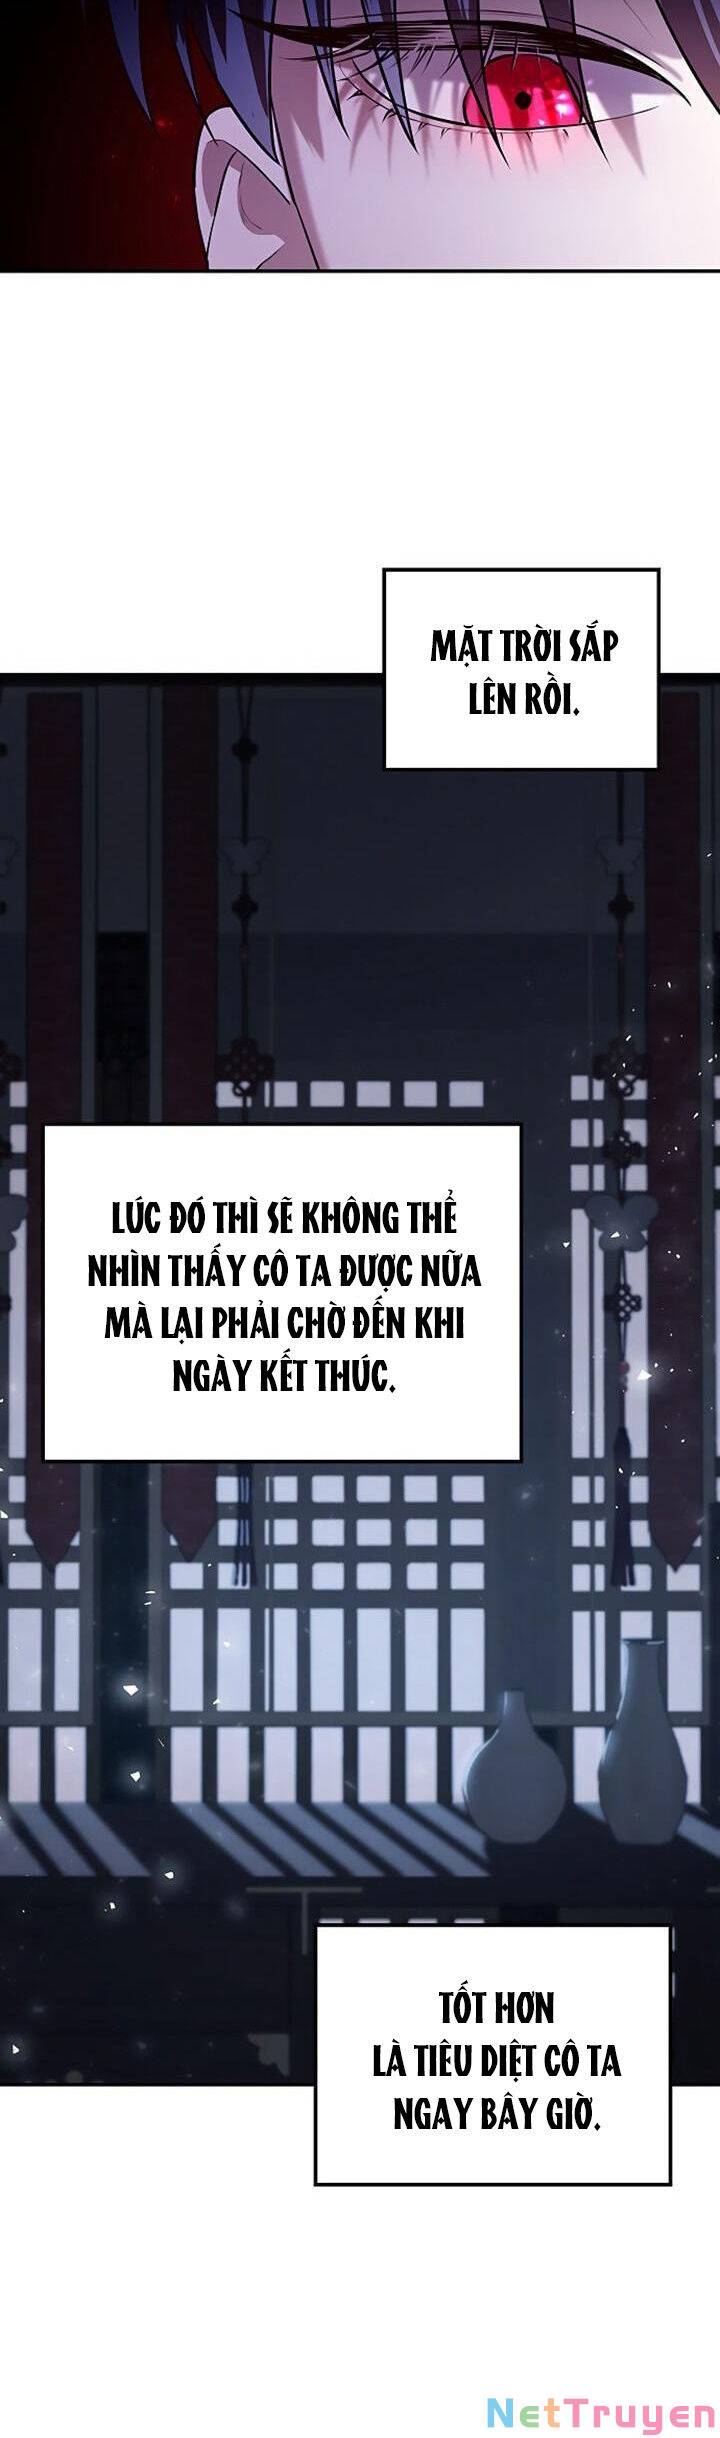 MẶT TRỜI SẮP
LÊN RỒI.
LÚC ĐÓ THÌ SẼ KHÔNG THỂ
NHÌN THẤY CÔ TA ĐƯỢC NỮA
MÀ LẠI PHẢI CHỜ ĐẾN KHI
NGÀY KẾT THÚC.
TỐT HƠN
LÀ TIÊU DIỆT CÔ TA
NGAY BÂY GIỜ.
NetTruyen